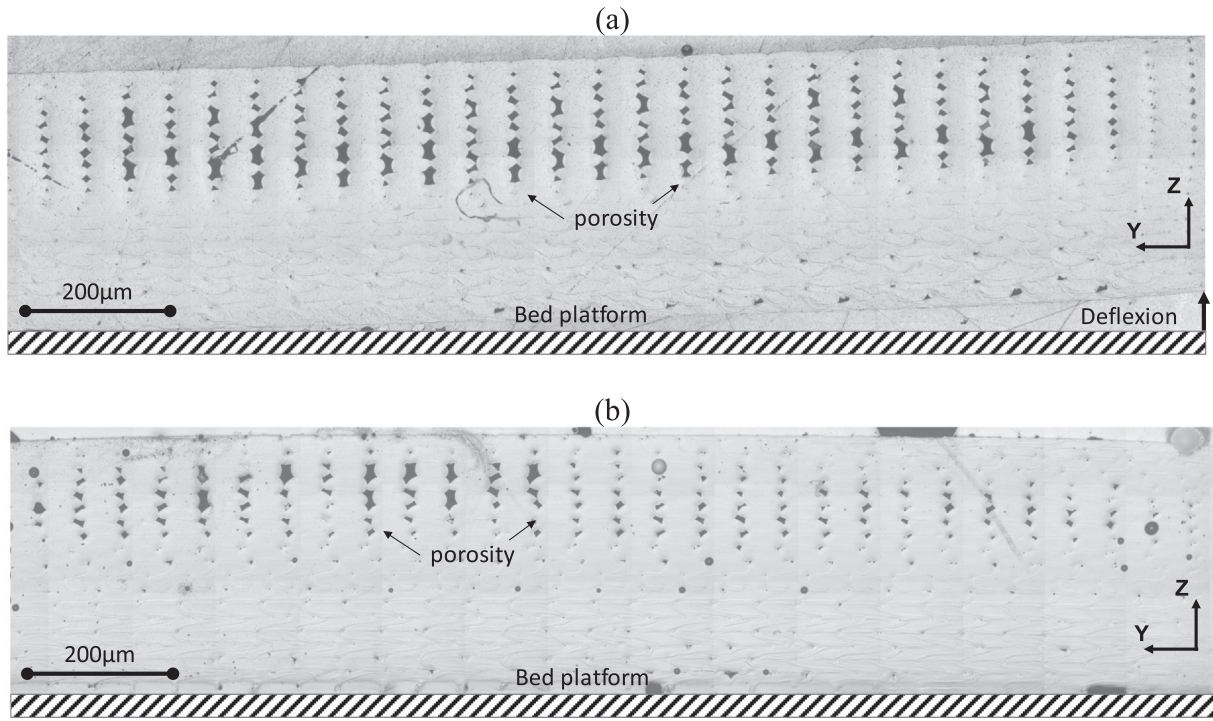 (a)
porosity
Z
Y
200μm
Bed platform
Deflexion
(b)
porosity
Z
Y
200μm
Bed platform